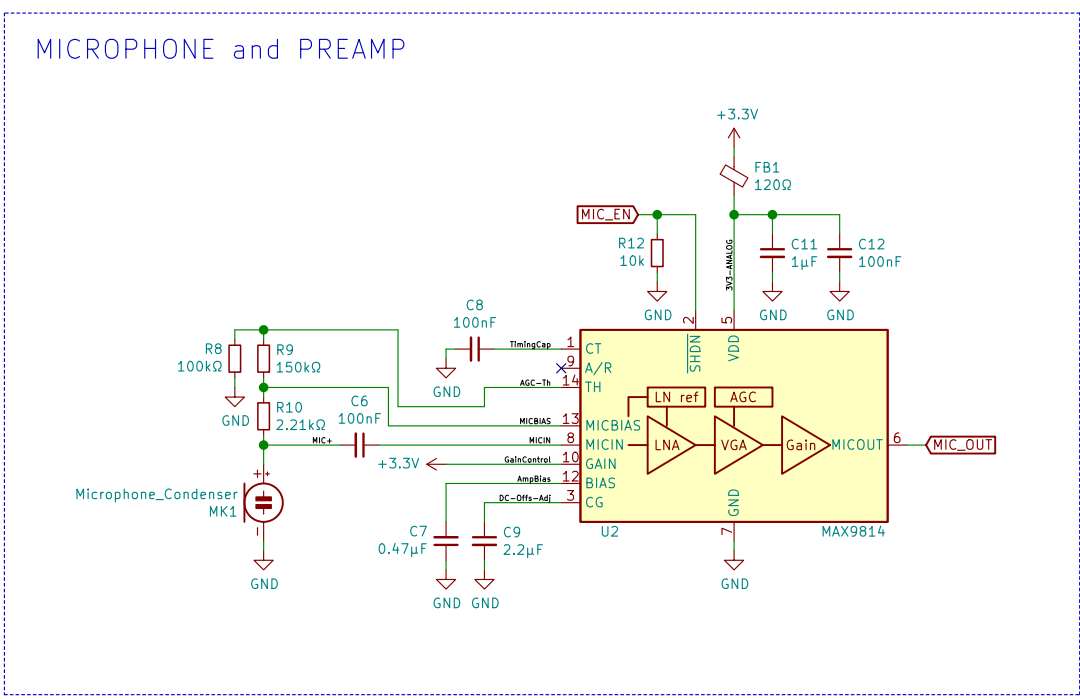 MICROPHONE and PREAMP
+3.3V
FB1
120Ω
MIC_EN
R12
10k
3V3-ANALOG
C11
1µF
C12
100nF
GND
GND
GND
C8
100nF
GND
TimingCap
1
CT
9
A/R
AGC-Th
14
TH
2
SHDN
5
VDD
R8
100kΩ
GND
R9
150kΩ
R10
2.21kΩ
C6
100nF
MIC+
MICBIAS
13
MICBIAS
MICIN
8
MICIN
+3.3V
GainControl
10
GAIN
AmpBias
12
BIAS
DC-Offs-Adj
3
CG
LN ref
AGC
LNA
VGA
Gain
MICOUT
6
MIC_OUT
GND
7
GND
U2
MAX9814
Microphone_Condenser
MK1
+
+
-
GND
C7
0.47µF
GND
C9
2.2µF
GND